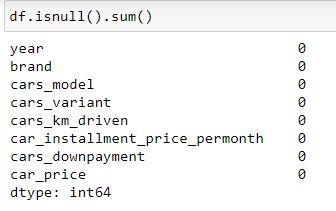 df.isnull().sum()
year 0
brand 0
cars_model 0
cars_variant 0
cars_km_driven 0
car_installment_price_permonth 0
cars_downpayment 0
car_price 0
dtype: int64